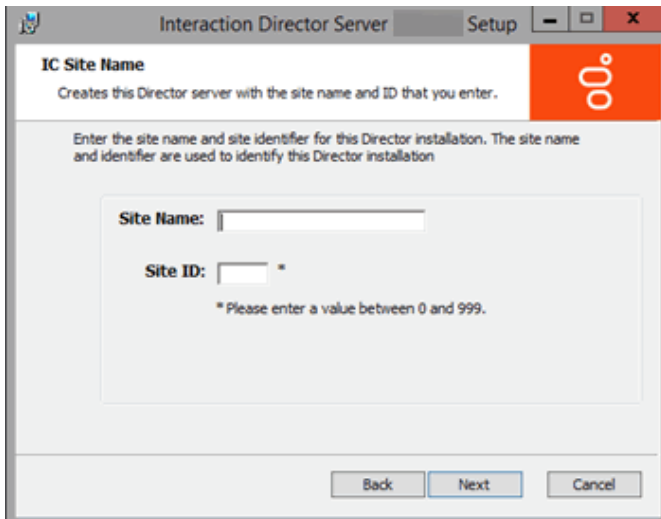 Interaction Director Server Setup
IC Site Name
Creates this Director server with the site name and ID that you enter.
Enter the site name and site identifier for this Director installation. The site name
and identifier are used to identify this Director installation
Site Name:
Site ID: *
* Please enter a value between 0 and 999.
Back Next Cancel